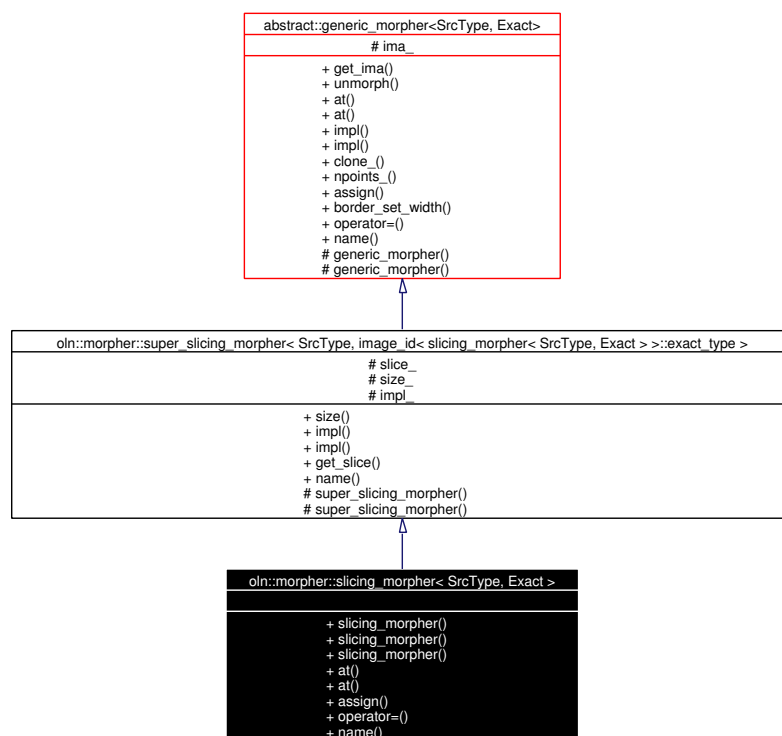 abstract::generic_morpher<SrcType, Exact>
# ima_
+ get_ima()
+ unmorph()
+ at()
+ at()
+ impl()
+ impl()
+ clone_()
+ npoints_()
+ assign()
+ border_set_width()
+ operator=()
+ name()
# generic_morpher()
# generic_morpher()
oln::morpher::super_slicing_morpher< SrcType, image_id< slicing_morpher< SrcType, Exact > >::exact_type >
# slice_
# size_
# impl_
+ size()
+ impl()
+ impl()
+ get_slice()
+ name()
# super_slicing_morpher()
# super_slicing_morpher()
oln::morpher::slicing_morpher< SrcType, Exact >
+ slicing_morpher()
+ slicing_morpher()
+ slicing_morpher()
+ at()
+ at()
+ assign()
+ operator=()
+ name()